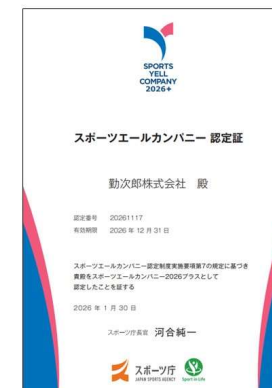 SPORTS
YELL
COMPANY
2026+
スポーツエールカンパニー 認定証
勤次郎株式会社 殿
認定番号 20261117
有効期限 2026 年 12 月 31 日
スポーツエールカンパニー認定制度実施要項第7の規定に基づき
貴殿をスポーツエールカンパニー2026プラスとして
認定したことを証する
2026 年 1 月 30 日
スポーツ庁長官 河合純一
スポーツ庁
JAPAN SPORTS AGENCY
Sport in Life